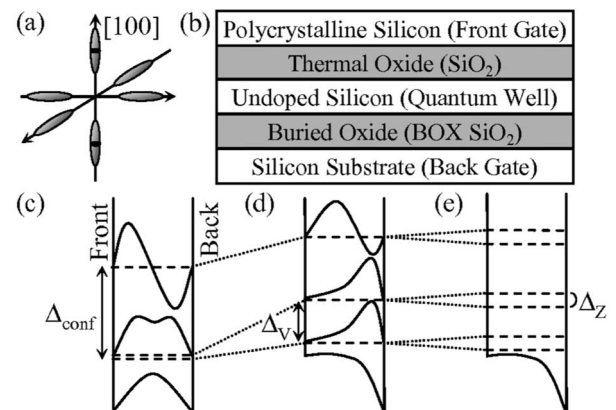 (a)
[100]
(b)
Polycrystalline Silicon (Front Gate)
Thermal Oxide (SiO₂)
Undoped Silicon (Quantum Well)
Buried Oxide (BOX SiO₂)
Silicon Substrate (Back Gate)
(c)
Front
Back
(d)
(e)
Δconf
ΔV
ΔZ